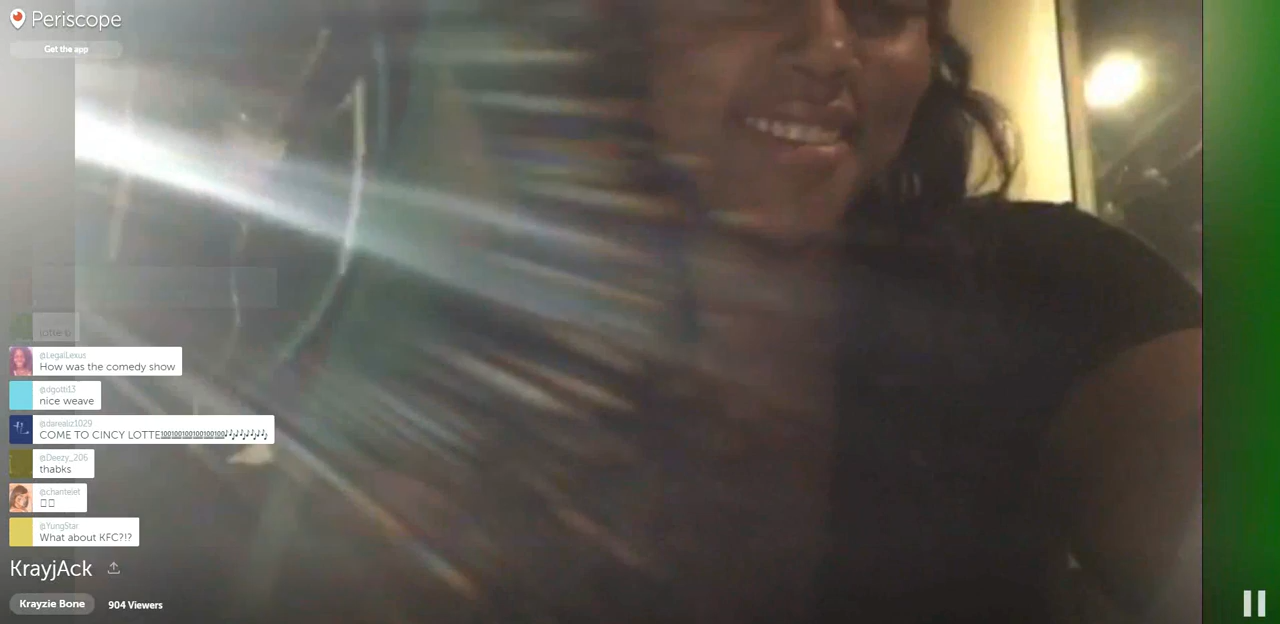 Periscope
Get the app
lotte b
@LegalLexus
How was the comedy show
@dgotti13
nice weave
@darealiz1029
COME TO CINCY LOTTE💯💯💯💯💯💯🎶🎶🎶🎶🎶
@Deezy_206
thabks
@chantelet
@YungStar
What about KFC?!?
KrayjAck
Krayzie Bone
904 Viewers